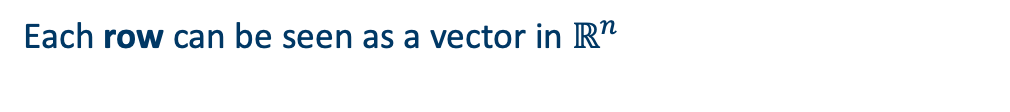 Each row can be seen as a vector in ℝⁿ